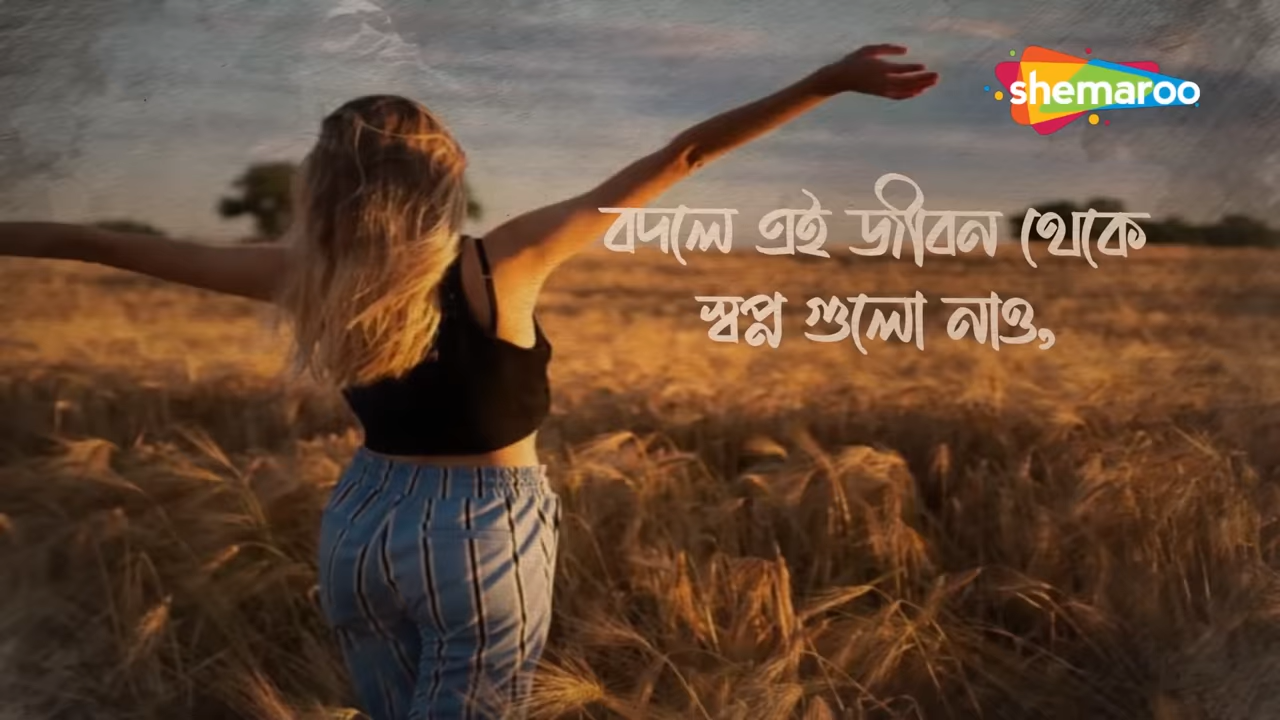 shemaroo
বদলে এই জীবন থেকে
স্বপ্ন গুলো নাও,